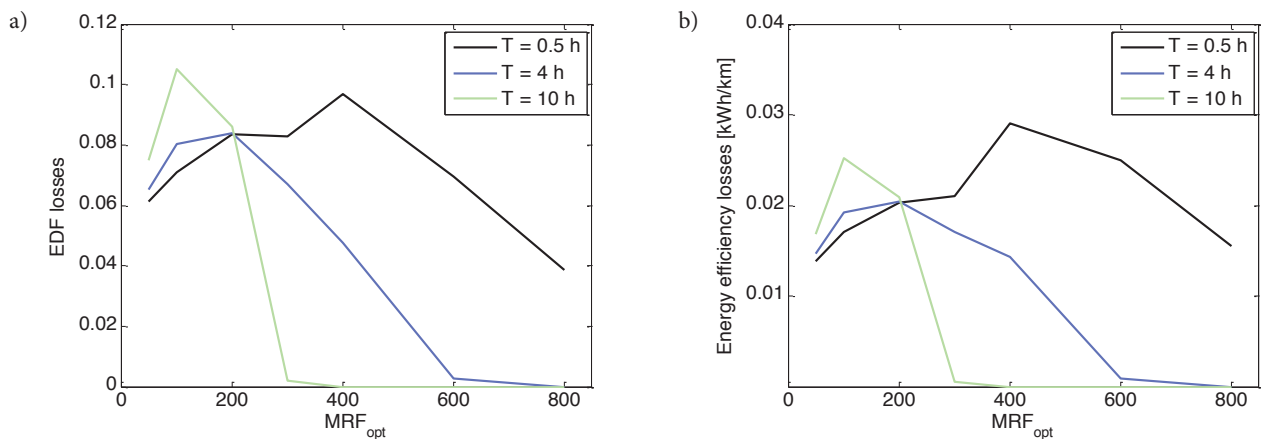 a)
0.12
0.1
0.08
0.06
0.04
0.02
0
EDF losses
0 200 400 600 800
MRFopt
T = 0.5 h
T = 4 h
T = 10 h
b)
0.04
0.03
0.02
0.01
Energy efficiency losses [kWh/km]
0 200 400 600 800
MRFopt
T = 0.5 h
T = 4 h
T = 10 h